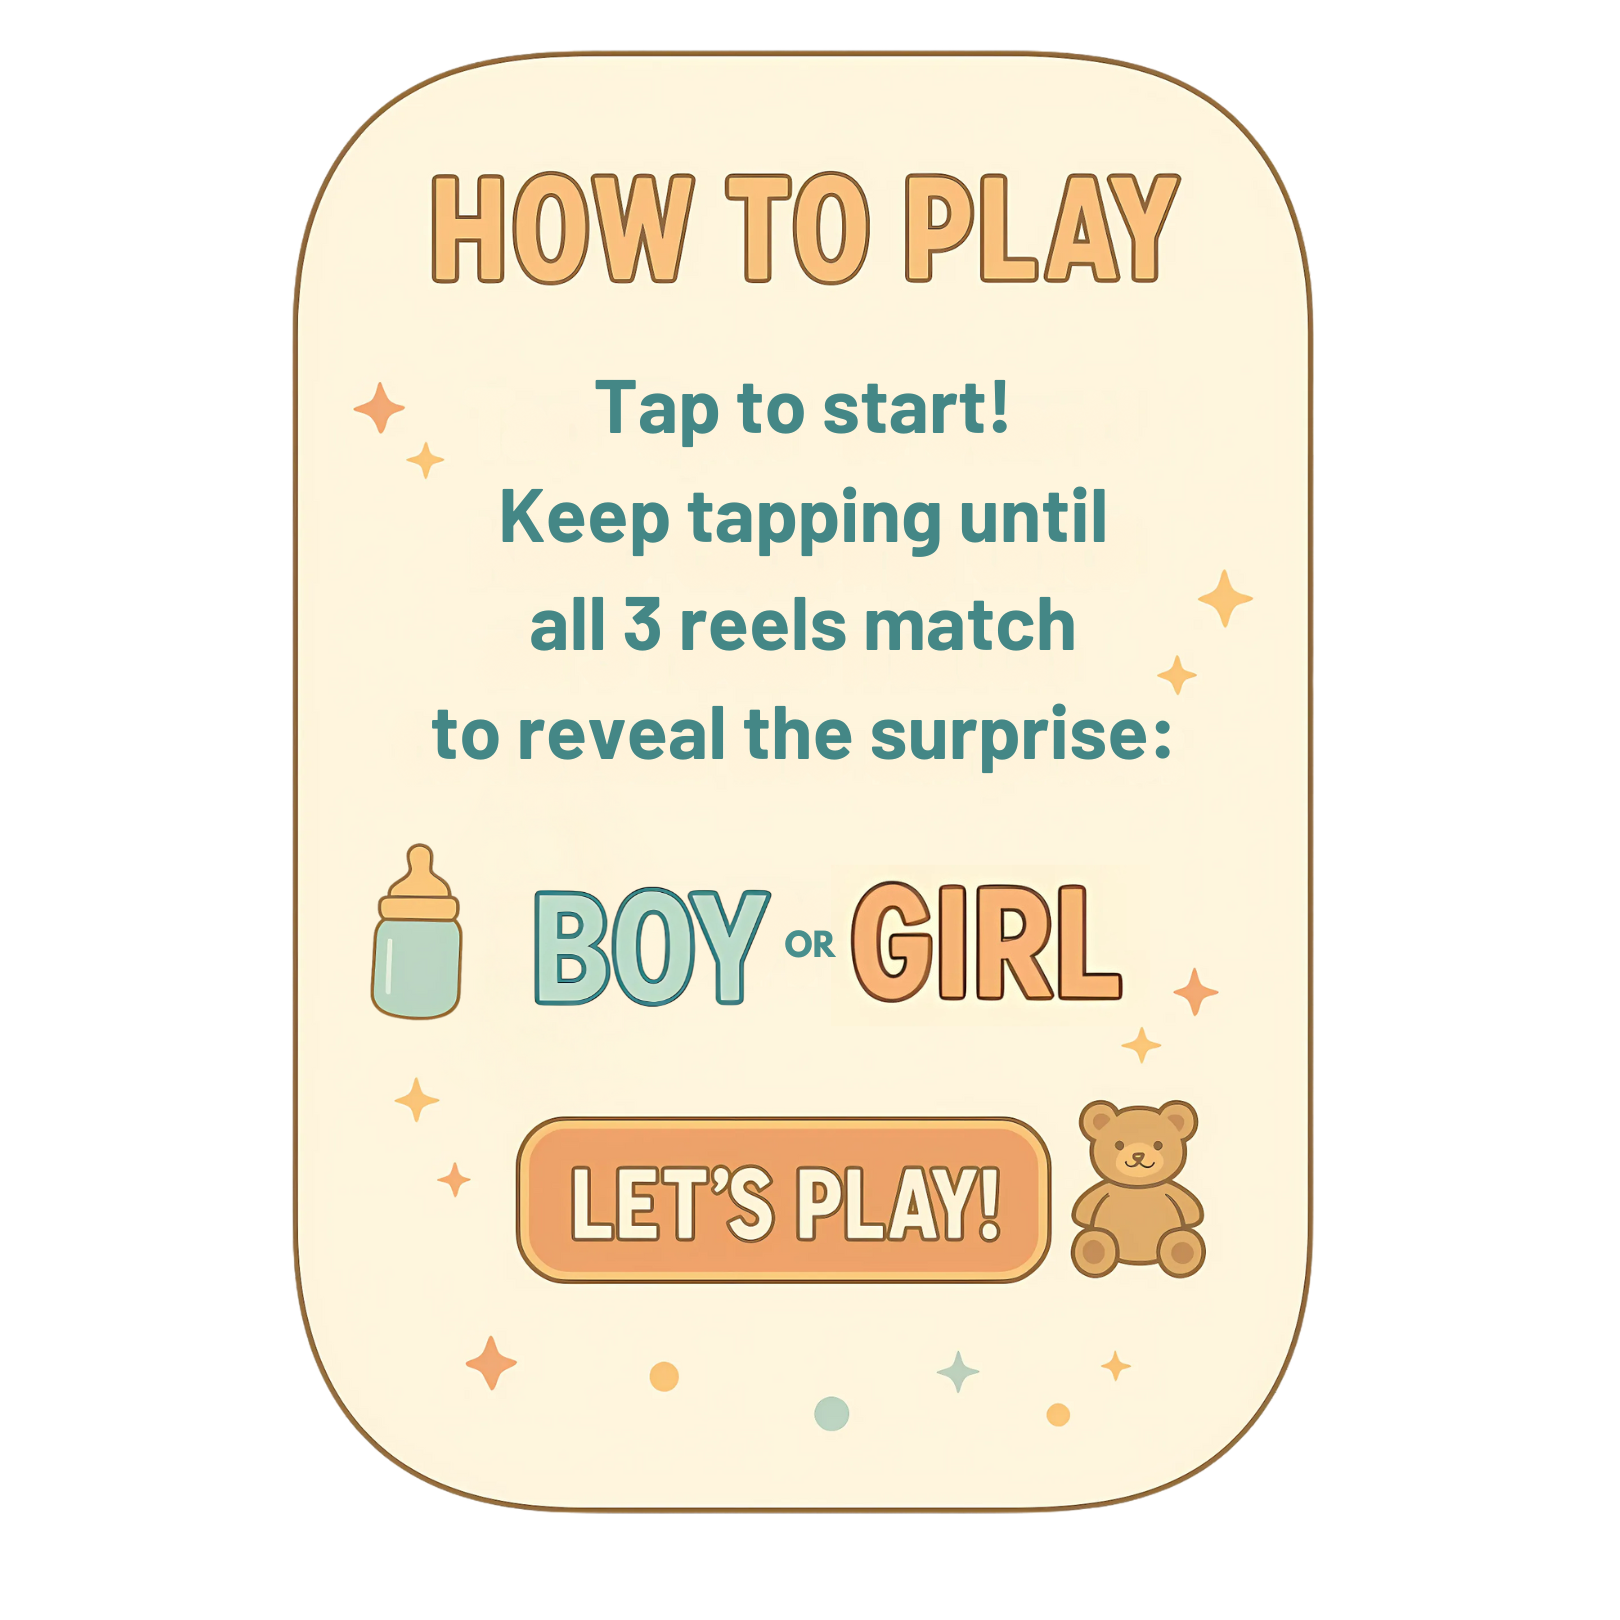 HOW TO PLAY
Tap to start!
Keep tapping until
all 3 reels match
to reveal the surprise:
BOY OR GIRL
LET'S PLAY!